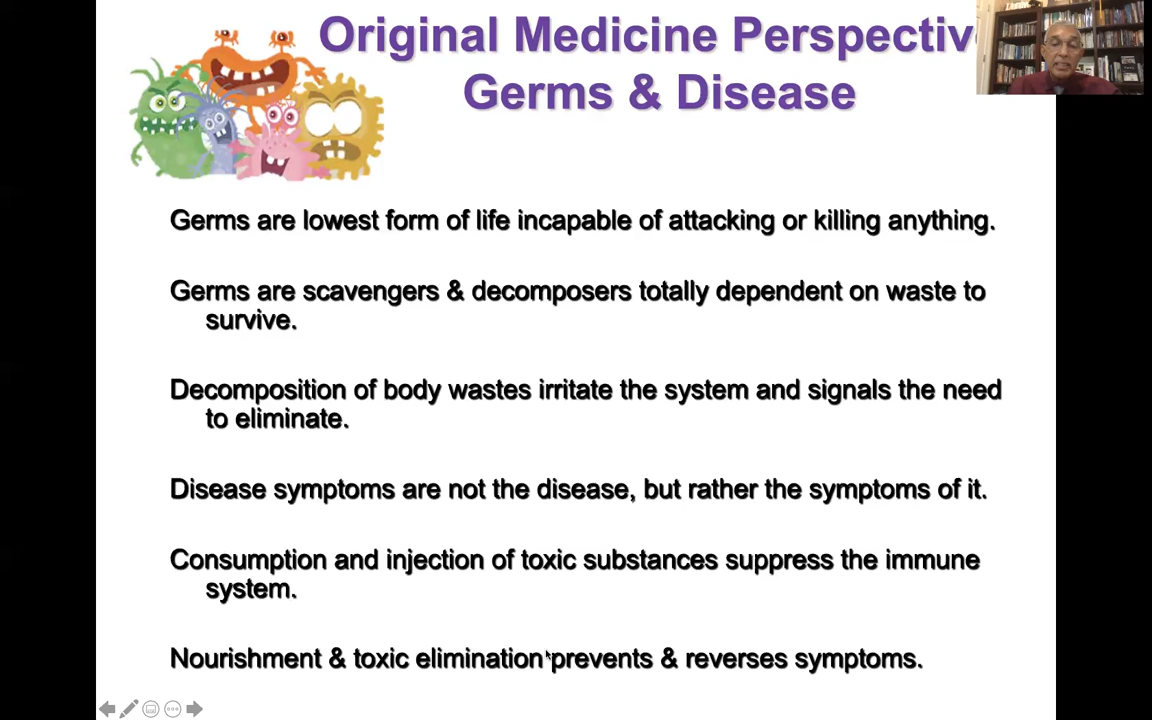 Original Medicine Perspective
Germs & Disease
Germs are lowest form of life incapable of attacking or killing anything.
Germs are scavengers & decomposers totally dependent on waste to
survive.
Decomposition of body wastes irritate the system and signals the need
to eliminate.
Disease symptoms are not the disease, but rather the symptoms of it.
Consumption and injection of toxic substances suppress the immune
system.
Nourishment & toxic elimination prevents & reverses symptoms.